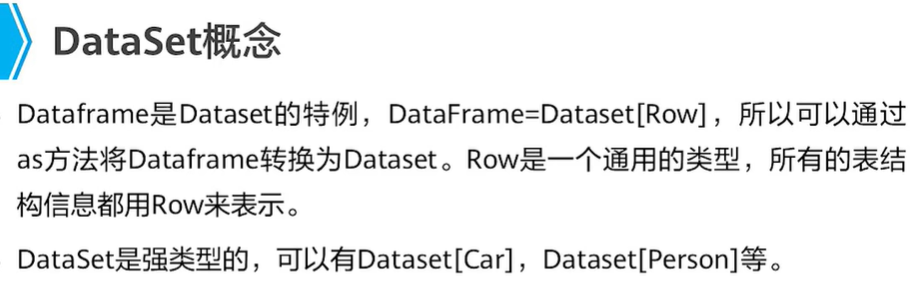 DataSet概念
Dataframe是Dataset的特例，DataFrame=Dataset[Row]，所以可以通过
as方法将Dataframe转换为Dataset。Row是一个通用的类型，所有的表结
构信息都用Row来表示。
DataSet是强类型的，可以有Dataset[Car]，Dataset[Person]等。